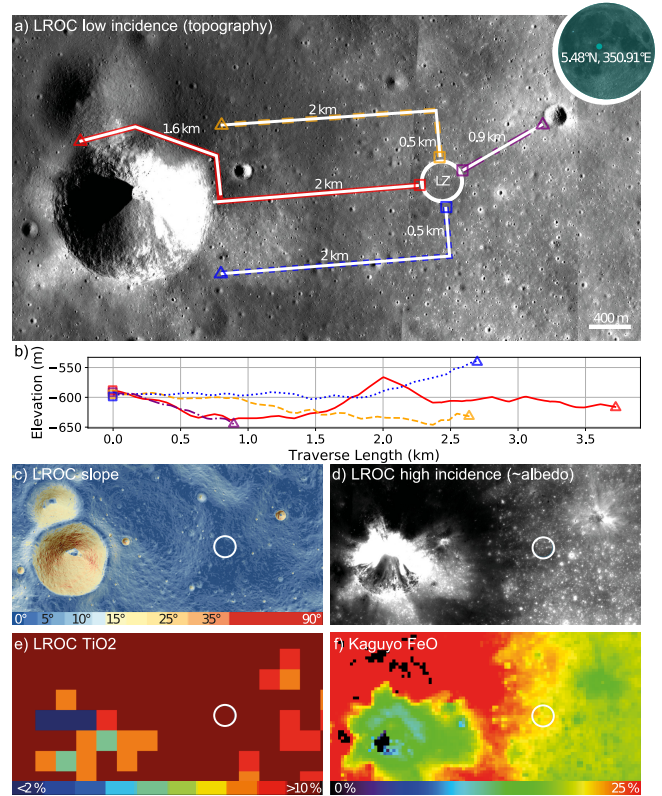 a) LROC low incidence (topography)
5.48°N, 350.91°E
2 km
1.6 km
0.5 km
0.9 km
LZ
2 km
0.5 km
2 km
400 m
b)
Elevation (m)
−550
−600
−650
0.0 0.5 1.0 1.5 2.0 2.5 3.0 3.5
Traverse Length (km)
c) LROC slope
0° 5° 10° 15° 25° 35° 90°
d) LROC high incidence (~albedo)
e) LROC TiO2
<2 % >10 %
f) Kaguyo FeO
0 % 25 %